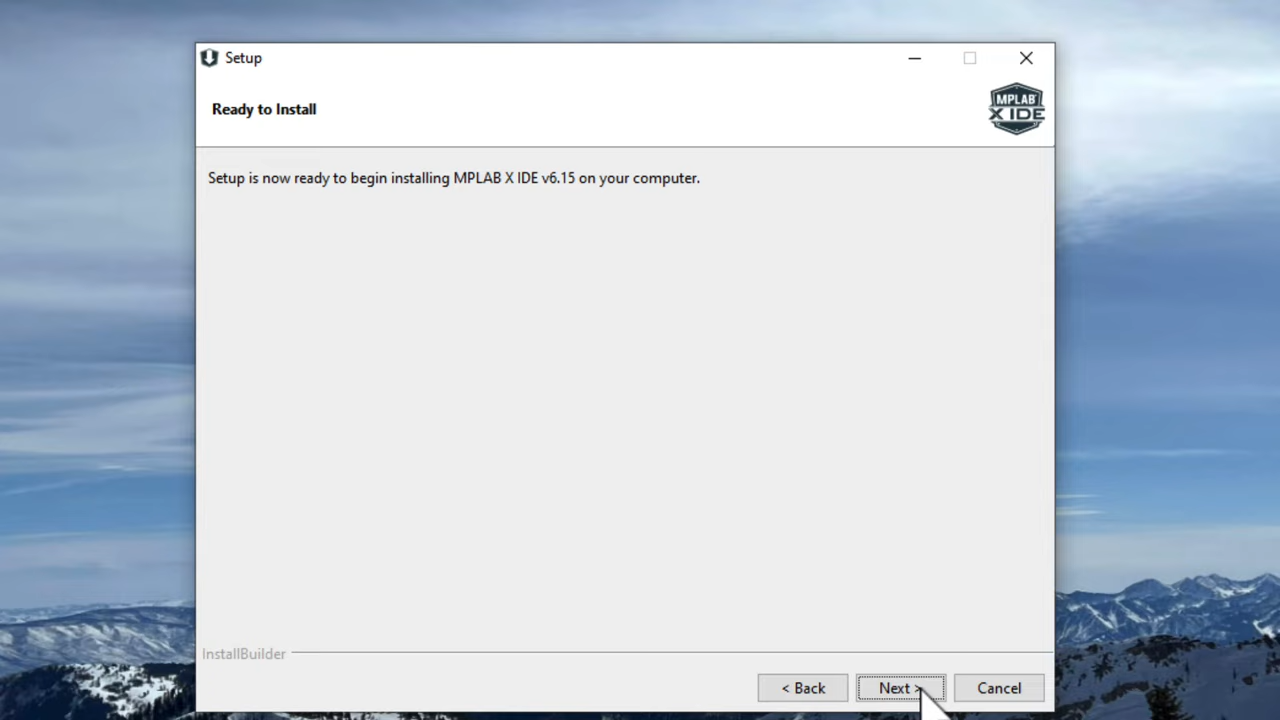 Setup
Ready to Install
MPLAB
X IDE
Setup is now ready to begin installing MPLAB X IDE v6.15 on your computer.
InstallBuilder
< Back
Next >
Cancel